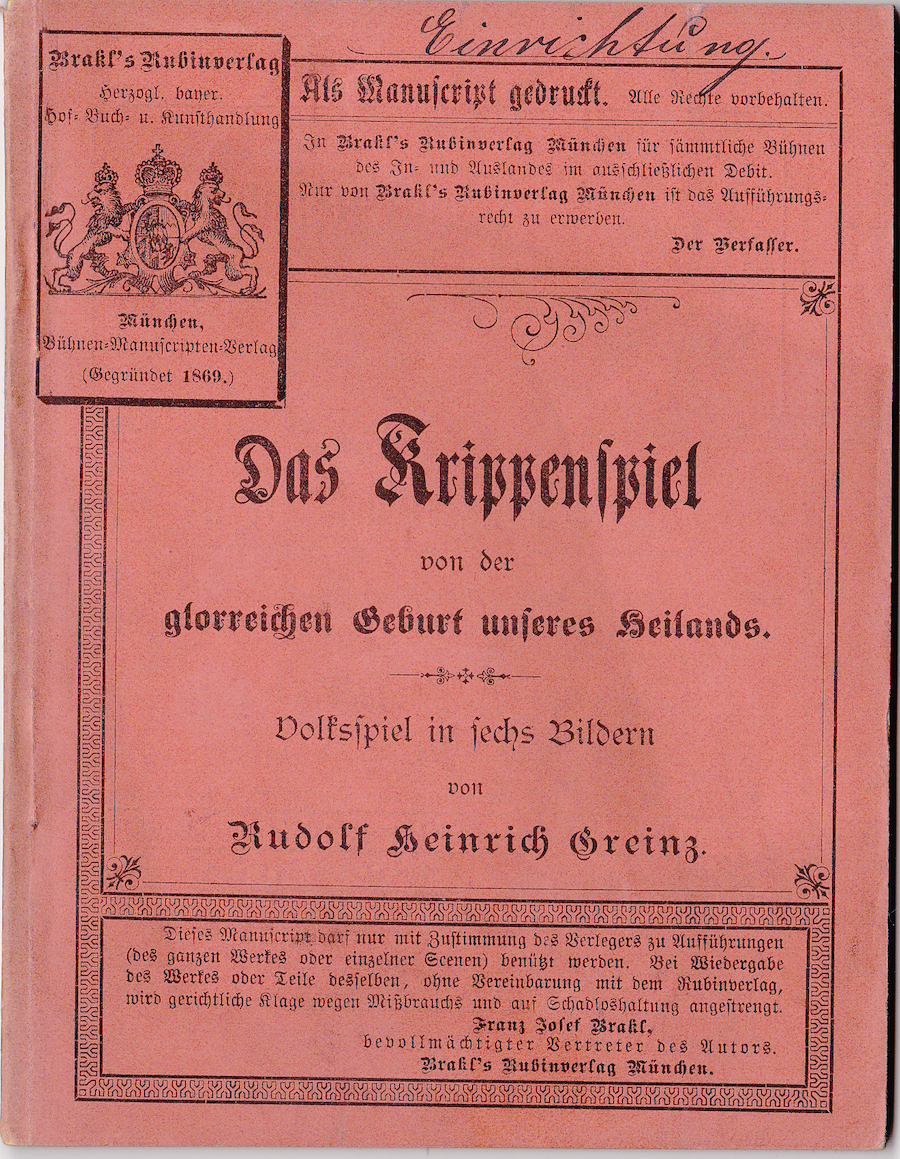 Einrichtung.
Brakl's Rubinverlag
Herzogl. bayer.
Hof- Buch- u. Kunsthandlung
München,
Bühnen-Manuscripten-Verlag
(Gegründet 1869.)
Als Manuscript gedruckt. Alle Rechte vorbehalten.
In Brakl's Rubinverlag München für sämmtliche Bühnen
des In- und Auslandes im ausschließlichen Debit.
Nur von Brakl's Rubinverlag München ist das Aufführungs-
recht zu erwerben.
Der Verfasser.
Das Krippenspiel
von der
glorreichen Geburt unseres Heilands.
Volksspiel in sechs Bildern
von
Rudolf Heinrich Greinz.
Dieses Manuscript darf nur mit Zustimmung des Verlegers zu Aufführungen
(des ganzen Werkes oder einzelner Scenen) benützt werden. Bei Wiedergabe
des Werkes oder Teile desselben, ohne Vereinbarung mit dem Rubinverlag,
wird gerichtliche Klage wegen Mißbrauchs und auf Schadloshaltung angestrengt.
Franz Josef Brakl,
bevollmächtigter Vertreter des Autors.
Brakl's Rubinverlag München.